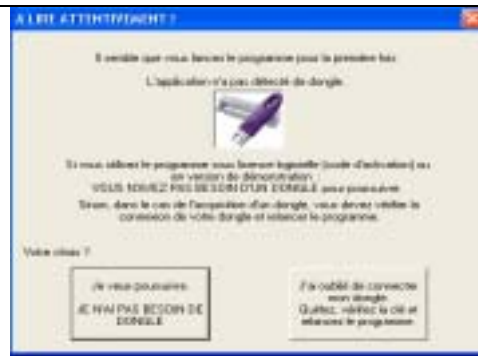 A LIRE ATTENTIVEMENT !
Il semble que vous lancez le programme pour la première fois.
L'application n'a pas détecté de dongle.
Si vous utilisez le programme sous licence logicielle (code d'activation) ou
en version de démonstration
VOUS N'AVEZ PAS BESOIN D'UN DONGLE pour poursuivre.
Sinon, dans le cas de l'acquisition d'un dongle, vous devez vérifier la
connexion de votre dongle et relancer le programme.
Votre choix ?
Je veux poursuivre.
JE N'AI PAS BESOIN DE
DONGLE
J'ai oublié de connecter
mon dongle.
Quittez, vérifiez la clé et
relancez le programme